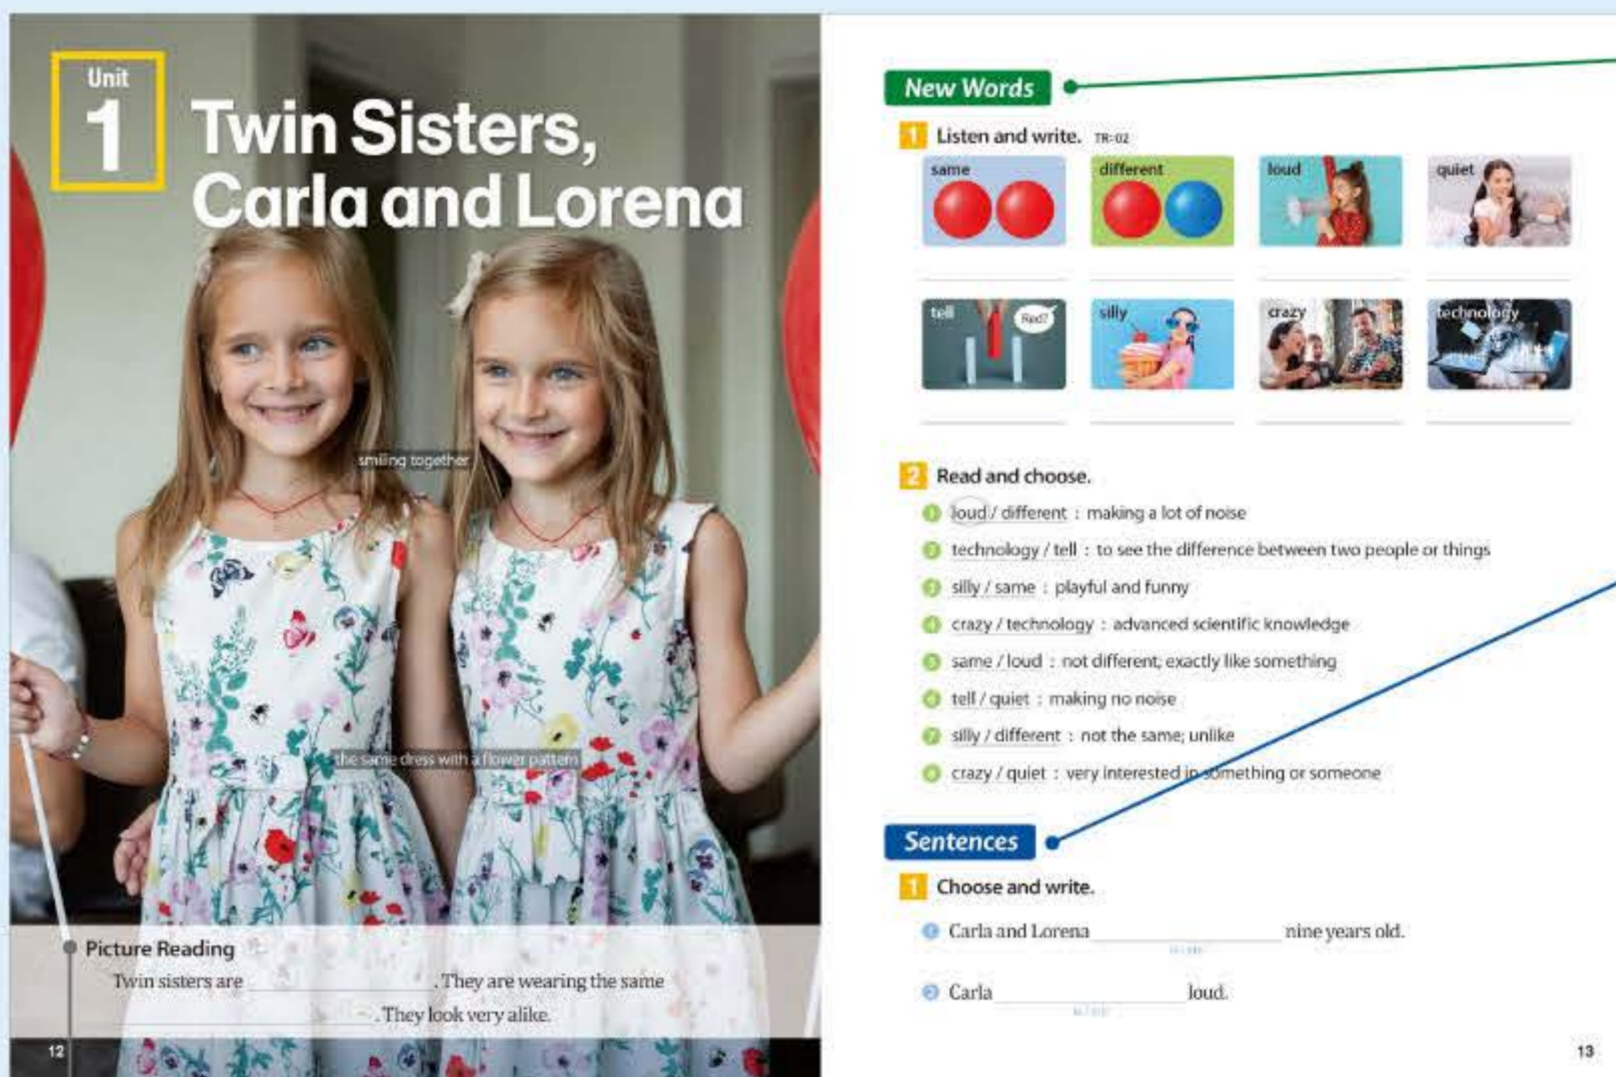 Unit
1
Twin Sisters,
Carla and Lorena
smiling together
the same dress with a flower pattern
Picture Reading
Twin sisters are ____________. They are wearing the same
____________. They look very alike.
12
New Words
1 Listen and write. TR: 02
same different loud quiet
tell Red? silly crazy technology
2 Read and choose.
1 loud / different : making a lot of noise
2 technology / tell : to see the difference between two people or things
3 silly / same : playful and funny
4 crazy / technology : advanced scientific knowledge
5 same / loud : not different; exactly like something
6 tell / quiet : making no noise
7 silly / different : not the same; unlike
8 crazy / quiet : very interested in something or someone
Sentences
1 Choose and write.
1 Carla and Lorena ____________ nine years old.
2 Carla ____________ loud.
13